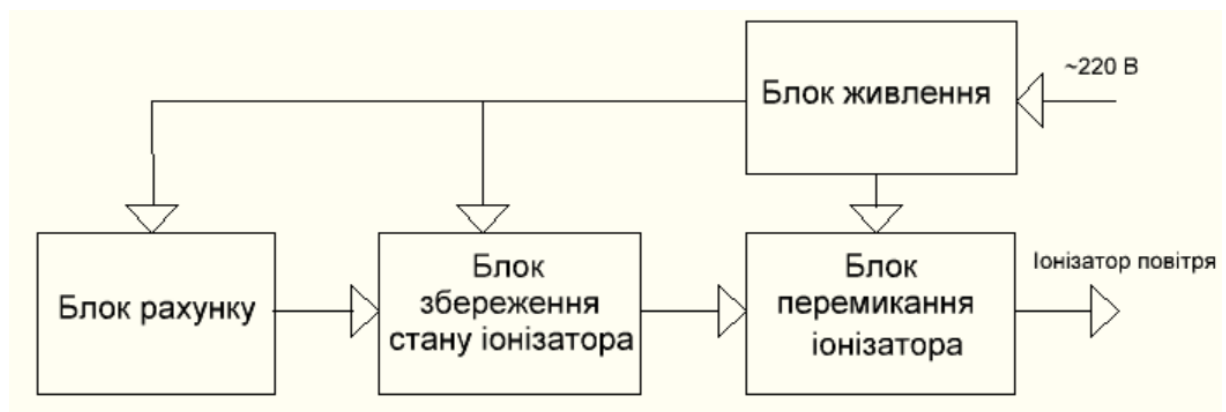 ~220 В
Блок живлення
Блок рахунку
Блок
збереження
стану іонізатора
Блок
перемикання
іонізатора
Іонізатор повітря